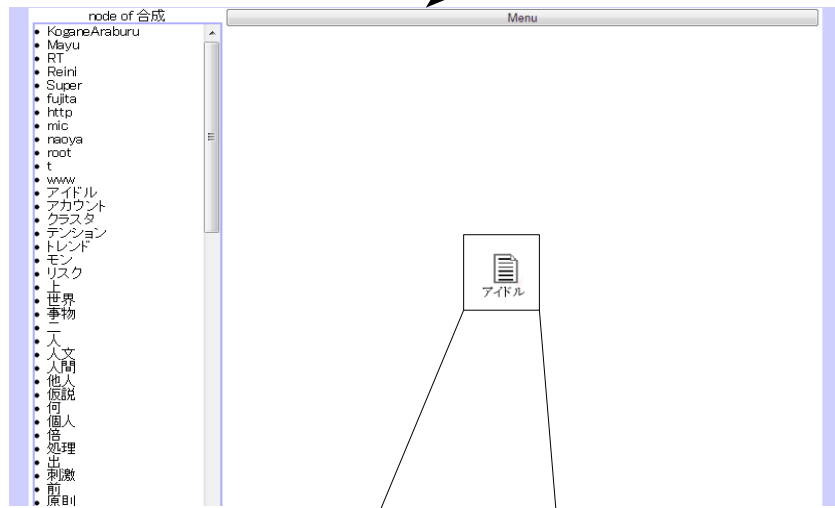 node of 合成
Menu
KoganeAraburu
Mayu
RT
Reini
Super
fujita
http
mic
naoya
root
t
www
アイドル
アカウント
クラスタ
テンション
トレンド
モン
リスク
上
世界
事物
二
人
人文
人間
他人
仮説
何
個人
倍
処理
出
刺激
前
原則
アイドル